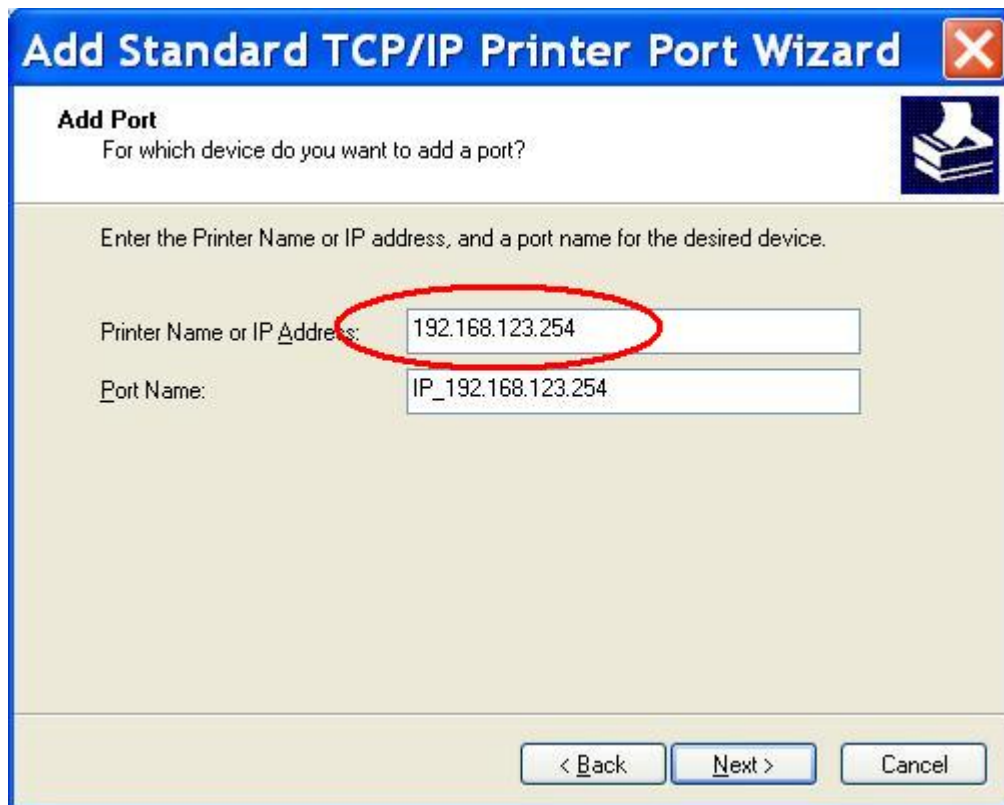 Add Standard TCP/IP Printer Port Wizard
Add Port
For which device do you want to add a port?
Enter the Printer Name or IP address, and a port name for the desired device.
Printer Name or IP Address: 192.168.123.254
Port Name: IP_192.168.123.254
< Back Next > Cancel